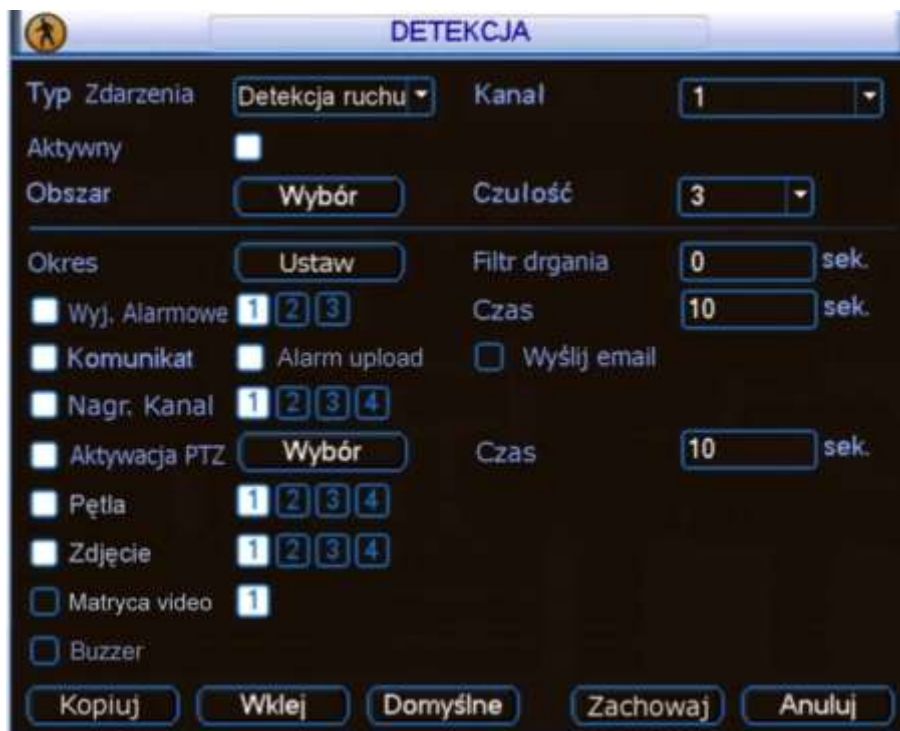 DETEKCJA
Typ Zdarzenia Detekcja ruchu Kanał 1
Aktywny
Obszar Wybór Czułość 3
Okres Ustaw Filtr drgania 0 sek.
Wyj. Alarmowe 1 2 3 Czas 10 sek.
Komunikat Alarm upload Wyślij email
Nagr. Kanal 1 2 3 4
Aktywacja PTZ Wybór Czas 10 sek.
Pętla 1 2 3 4
Zdjęcie 1 2 3 4
Matryca video 1
Buzzer
Kopiuj Wklej Domyślne Zachowaj Anuluj